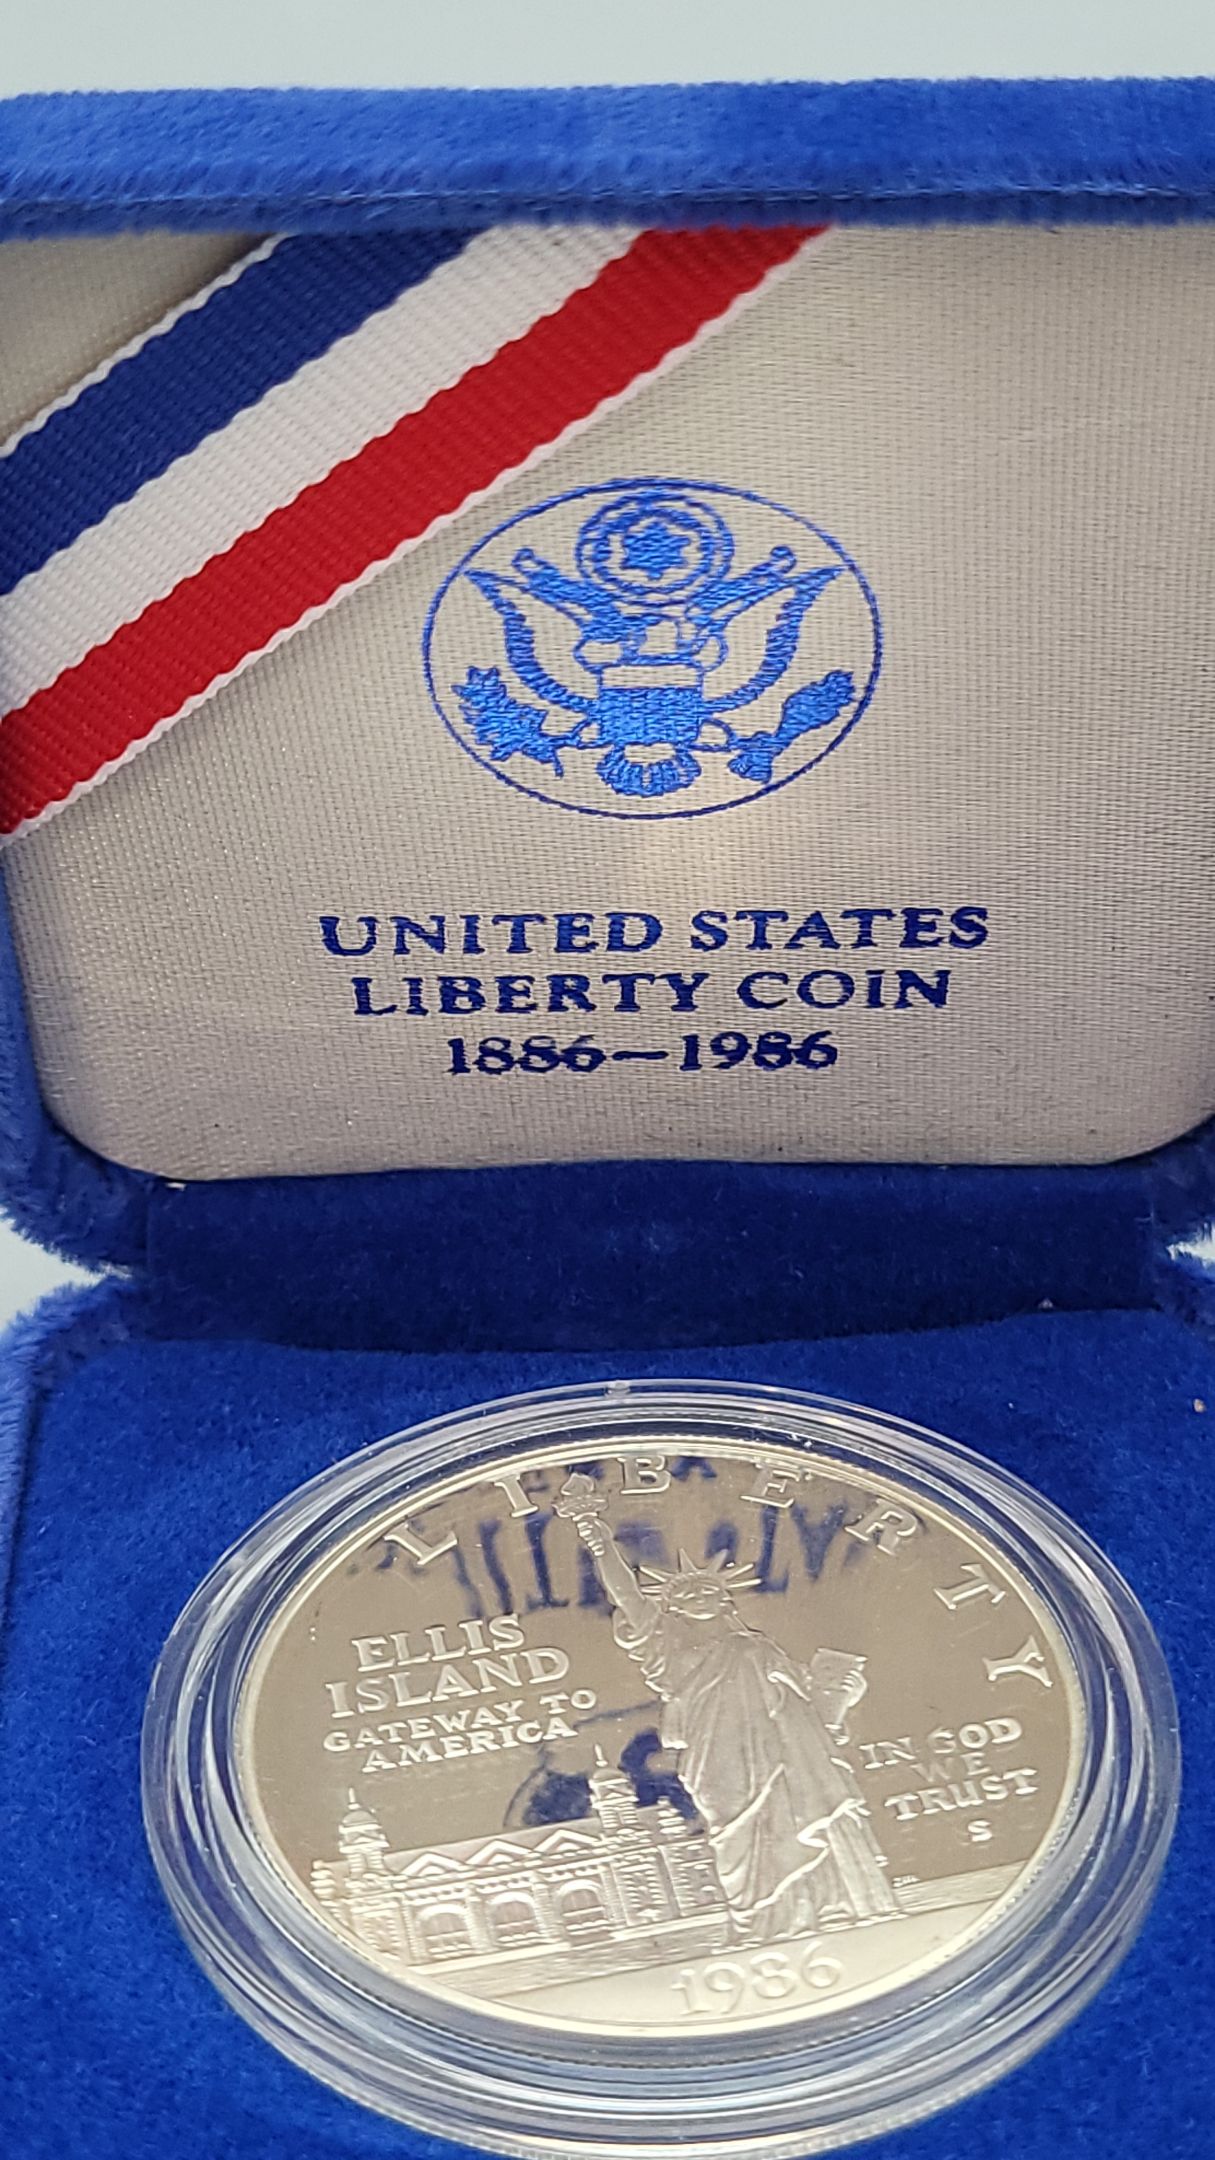 UNITED STATES
LIBERTY COIN
1886–1986
LIBERTY
ELLIS
ISLAND
GATEWAY TO
AMERICA
IN GOD
WE
TRUST
S
1986